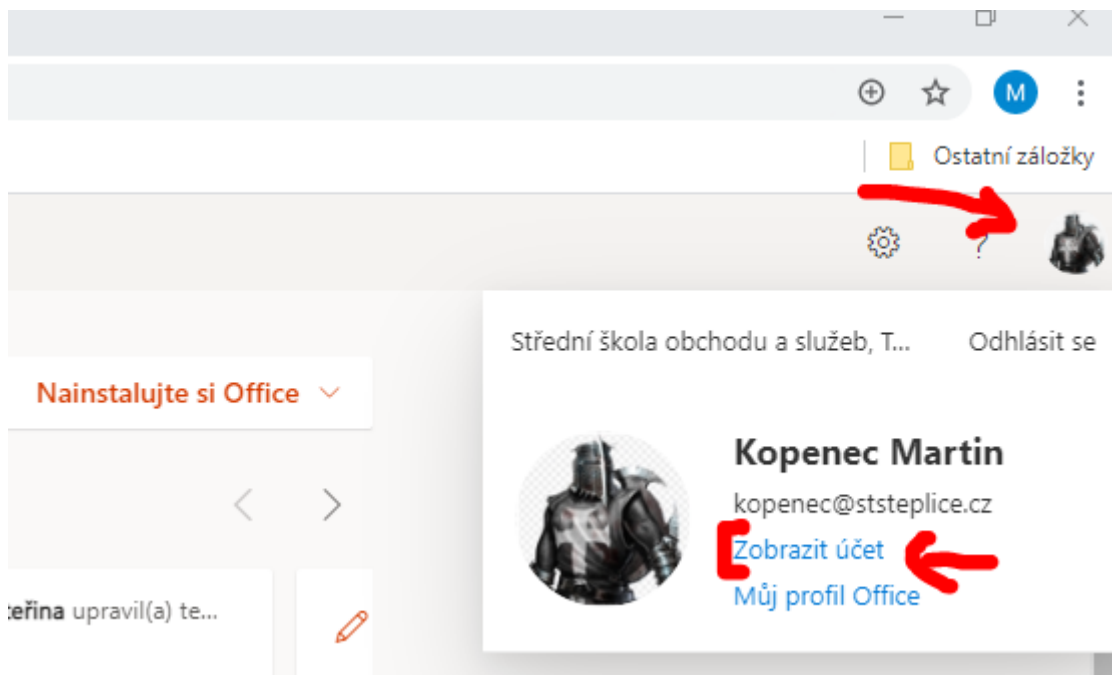 M
Ostatní záložky
?
Střední škola obchodu a služeb, T... Odhlásit se
Nainstalujte si Office
Kopenec Martin
kopenec@ststeplice.cz
Zobrazit účet
Můj profil Office
teřina upravil(a) te...